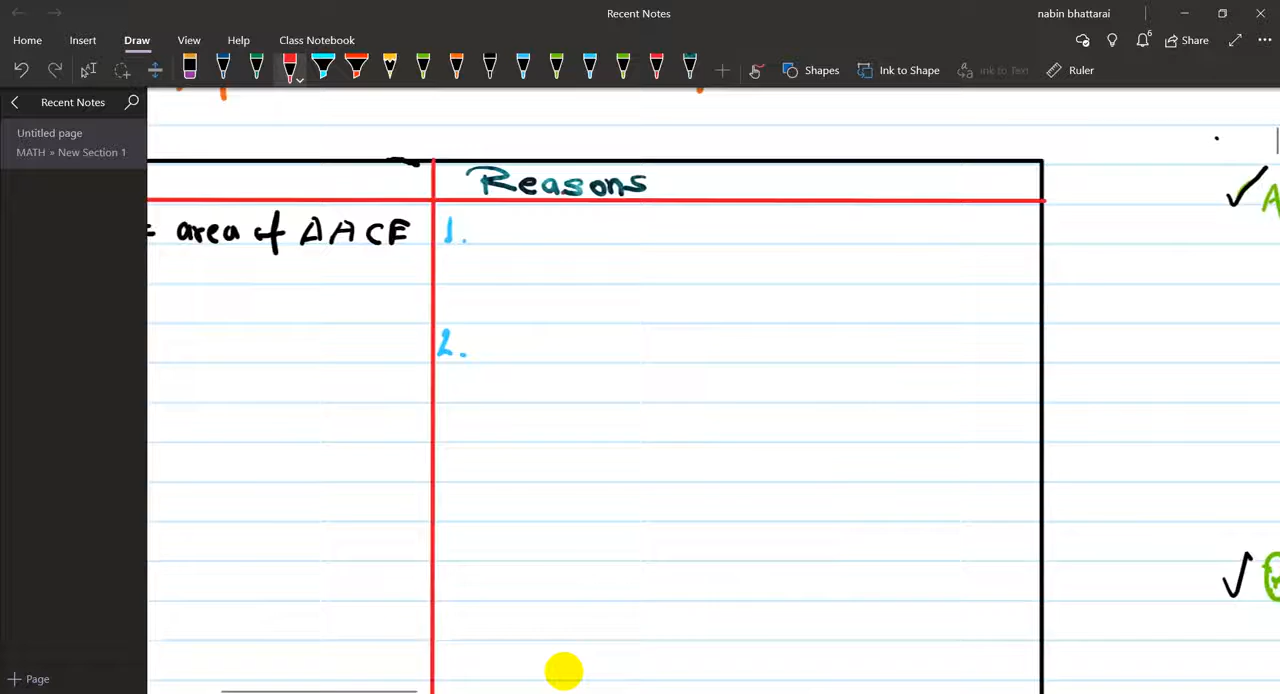 Recent Notes
nabin bhattarai
Home Insert Draw View Help Class Notebook
6
Share
Shapes
Ink to Shape
Ink to Text
Ruler
Recent Notes
Untitled page
MATH » New Section 1
Reasons
= area of ΔACE 1.
2.
Page